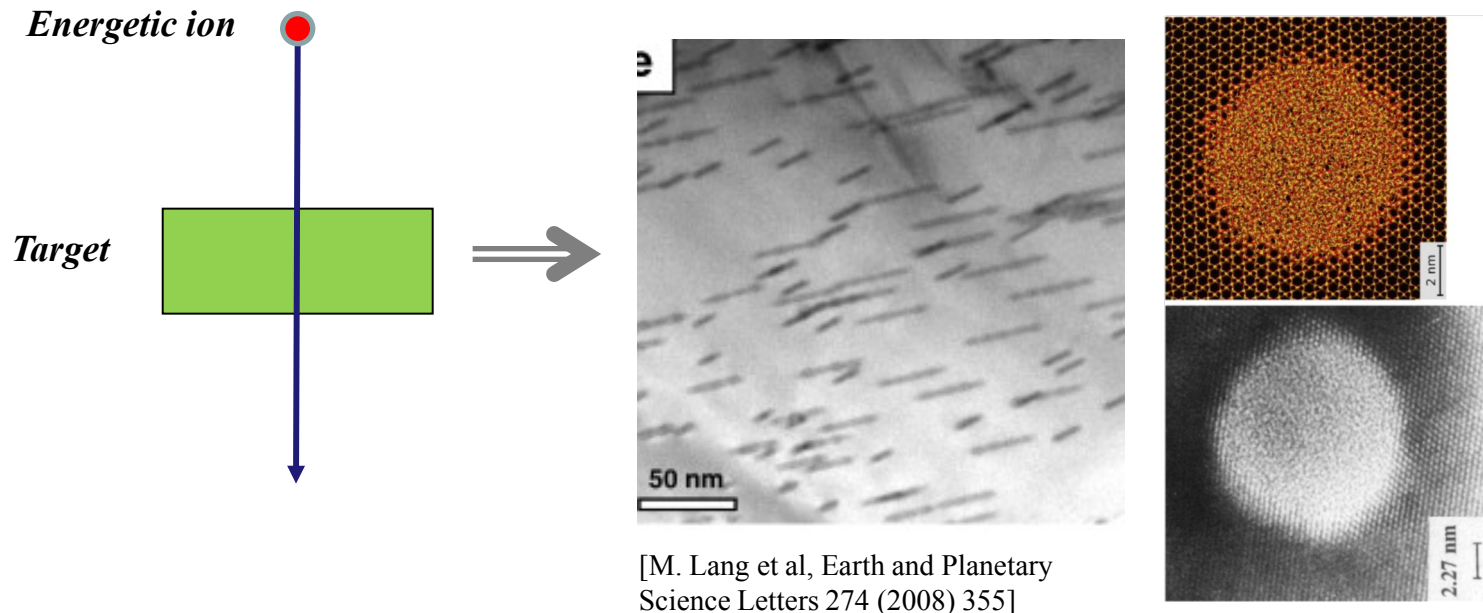 Energetic ion
Target
e
50 nm
[M. Lang et al, Earth and Planetary
Science Letters 274 (2008) 355]
2 nm
2.27 nm